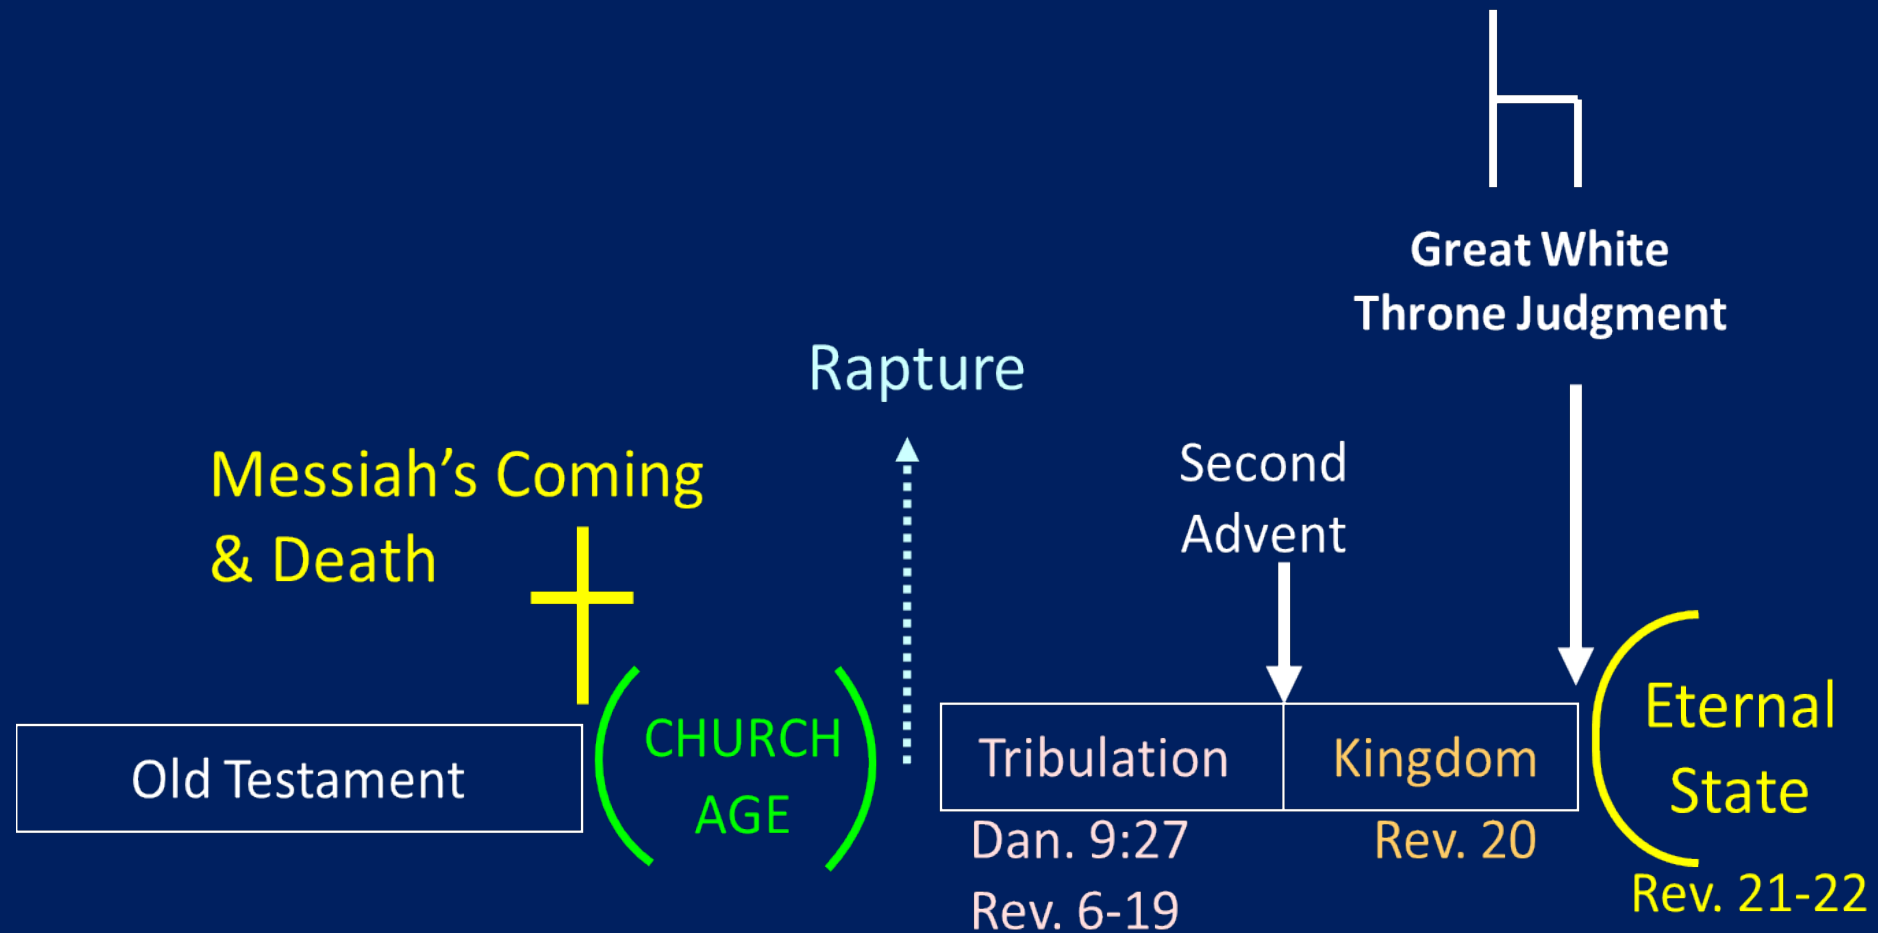 Great White
Throne Judgment
Rapture
Messiah’s Coming
& Death
Second
Advent
Old Testament
CHURCH
AGE
Tribulation
Kingdom
Eternal
State
Dan. 9:27
Rev. 6-19
Rev. 20
Rev. 21-22